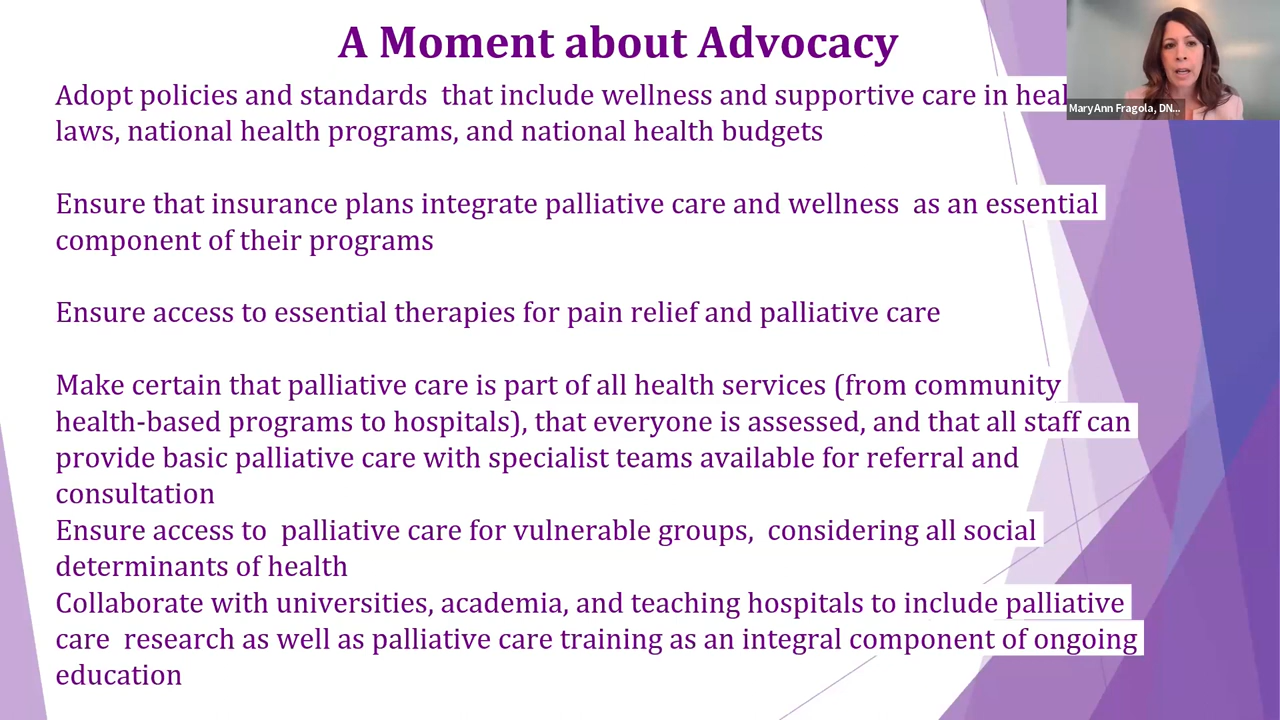 A Moment about Advocacy
Adopt policies and standards that include wellness and supportive care in
laws, national health programs, and national health budgets
Ensure that insurance plans integrate palliative care and wellness as an essential
component of their programs
Ensure access to essential therapies for pain relief and palliative care
Make certain that palliative care is part of all health services (from community
health-based programs to hospitals), that everyone is assessed, and that all staff can
provide basic palliative care with specialist teams available for referral and
consultation
Ensure access to palliative care for vulnerable groups, considering all social
determinants of health
Collaborate with universities, academia, and teaching hospitals to include palliative
care research as well as palliative care training as an integral component of ongoing
education
MaryAnn Fragola, DN...